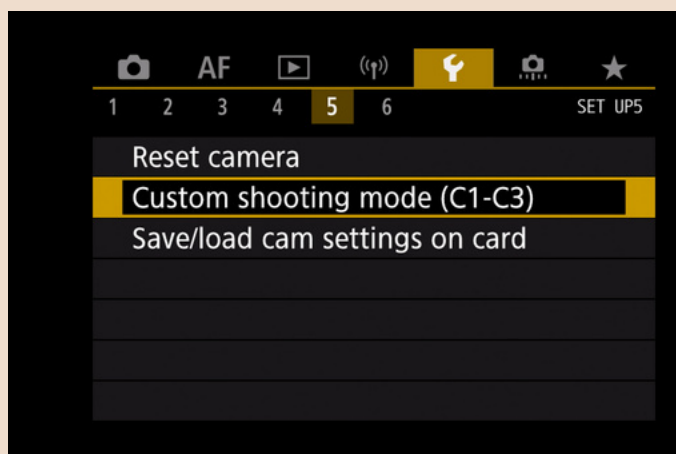 AF
1 2 3 4 5 6 SET UP5
Reset camera
Custom shooting mode (C1-C3)
Save/load cam settings on card